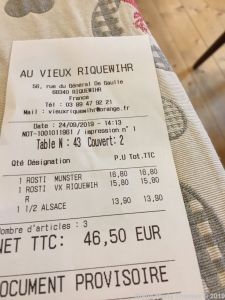 AU VIEUX RIQUEWIHR
56, rue du Général De Gaulle
68340 RIQUEWIHR
France
Tél : 03 89 47 92 21
Mail : vieuxriquewihr@orange.fr
Date : 24/09/2019 - 14:13
NOT-1001011961 / impression n° 1
Table N : 43 Couvert: 2
Qté Désignation P.U Tot.TTC
1 ROSTI MUNSTER 16,80 16,80
1 ROSTI VX RIQUEWIH 15,80 15,80
R
1 1/2 ALSACE 13,90 13,90
Nombre d'articles : 3
NET TTC: 46,50 EUR
DOCUMENT PROVISOIRE